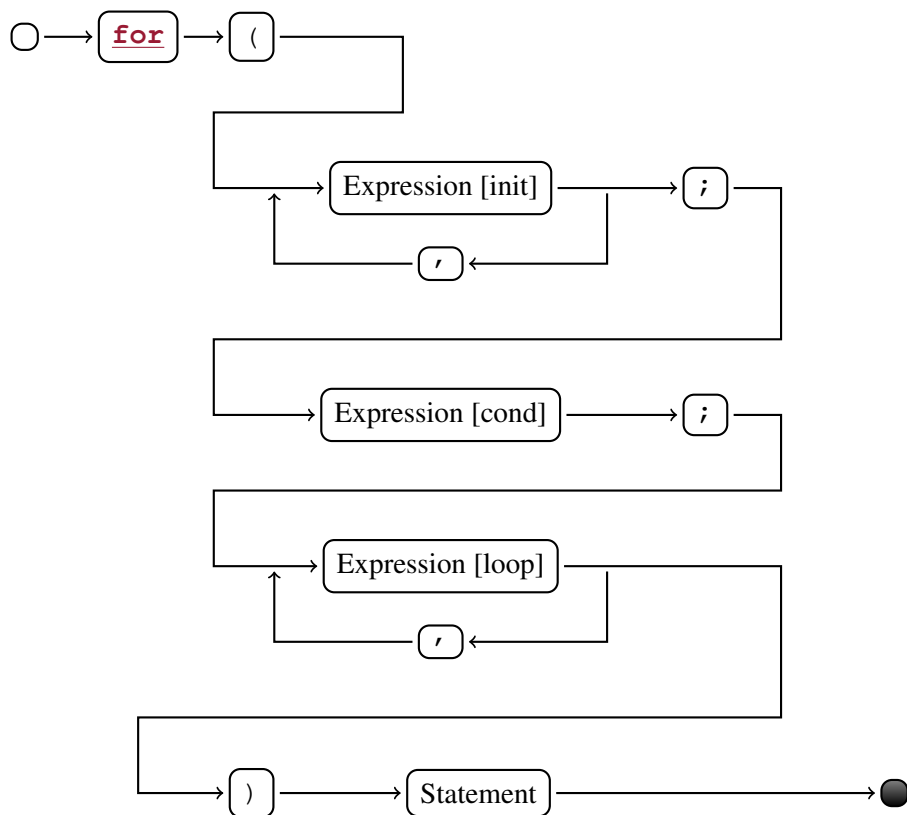 for (
Expression [init] ;
,
Expression [cond] ;
Expression [loop]
,
) Statement